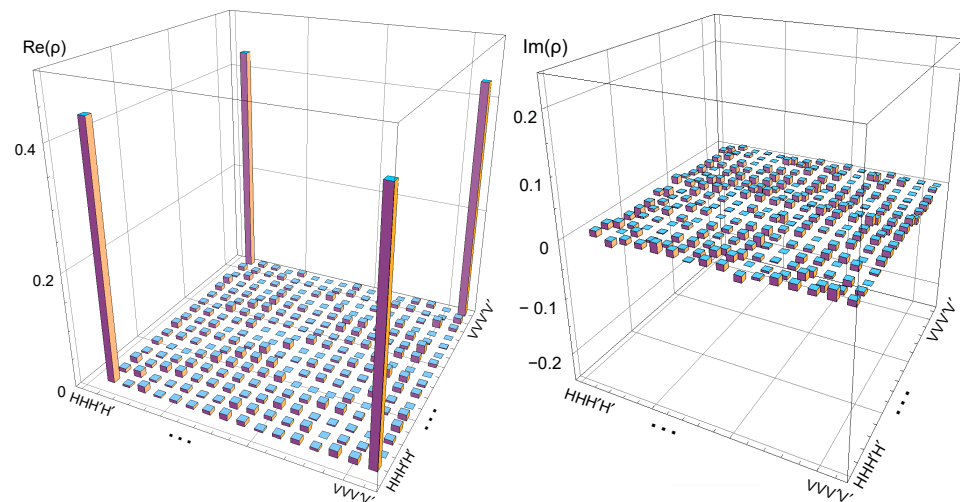 Re(ρ)
0.4
0.2
0
HHH'H'
...
VVV'V'
HHH'H'
...
VVV'V'
Im(ρ)
0.2
0.1
0
− 0.1
−0.2
HHH'H'
...
VVV'V'
HHH'H'
...
VVV'V'